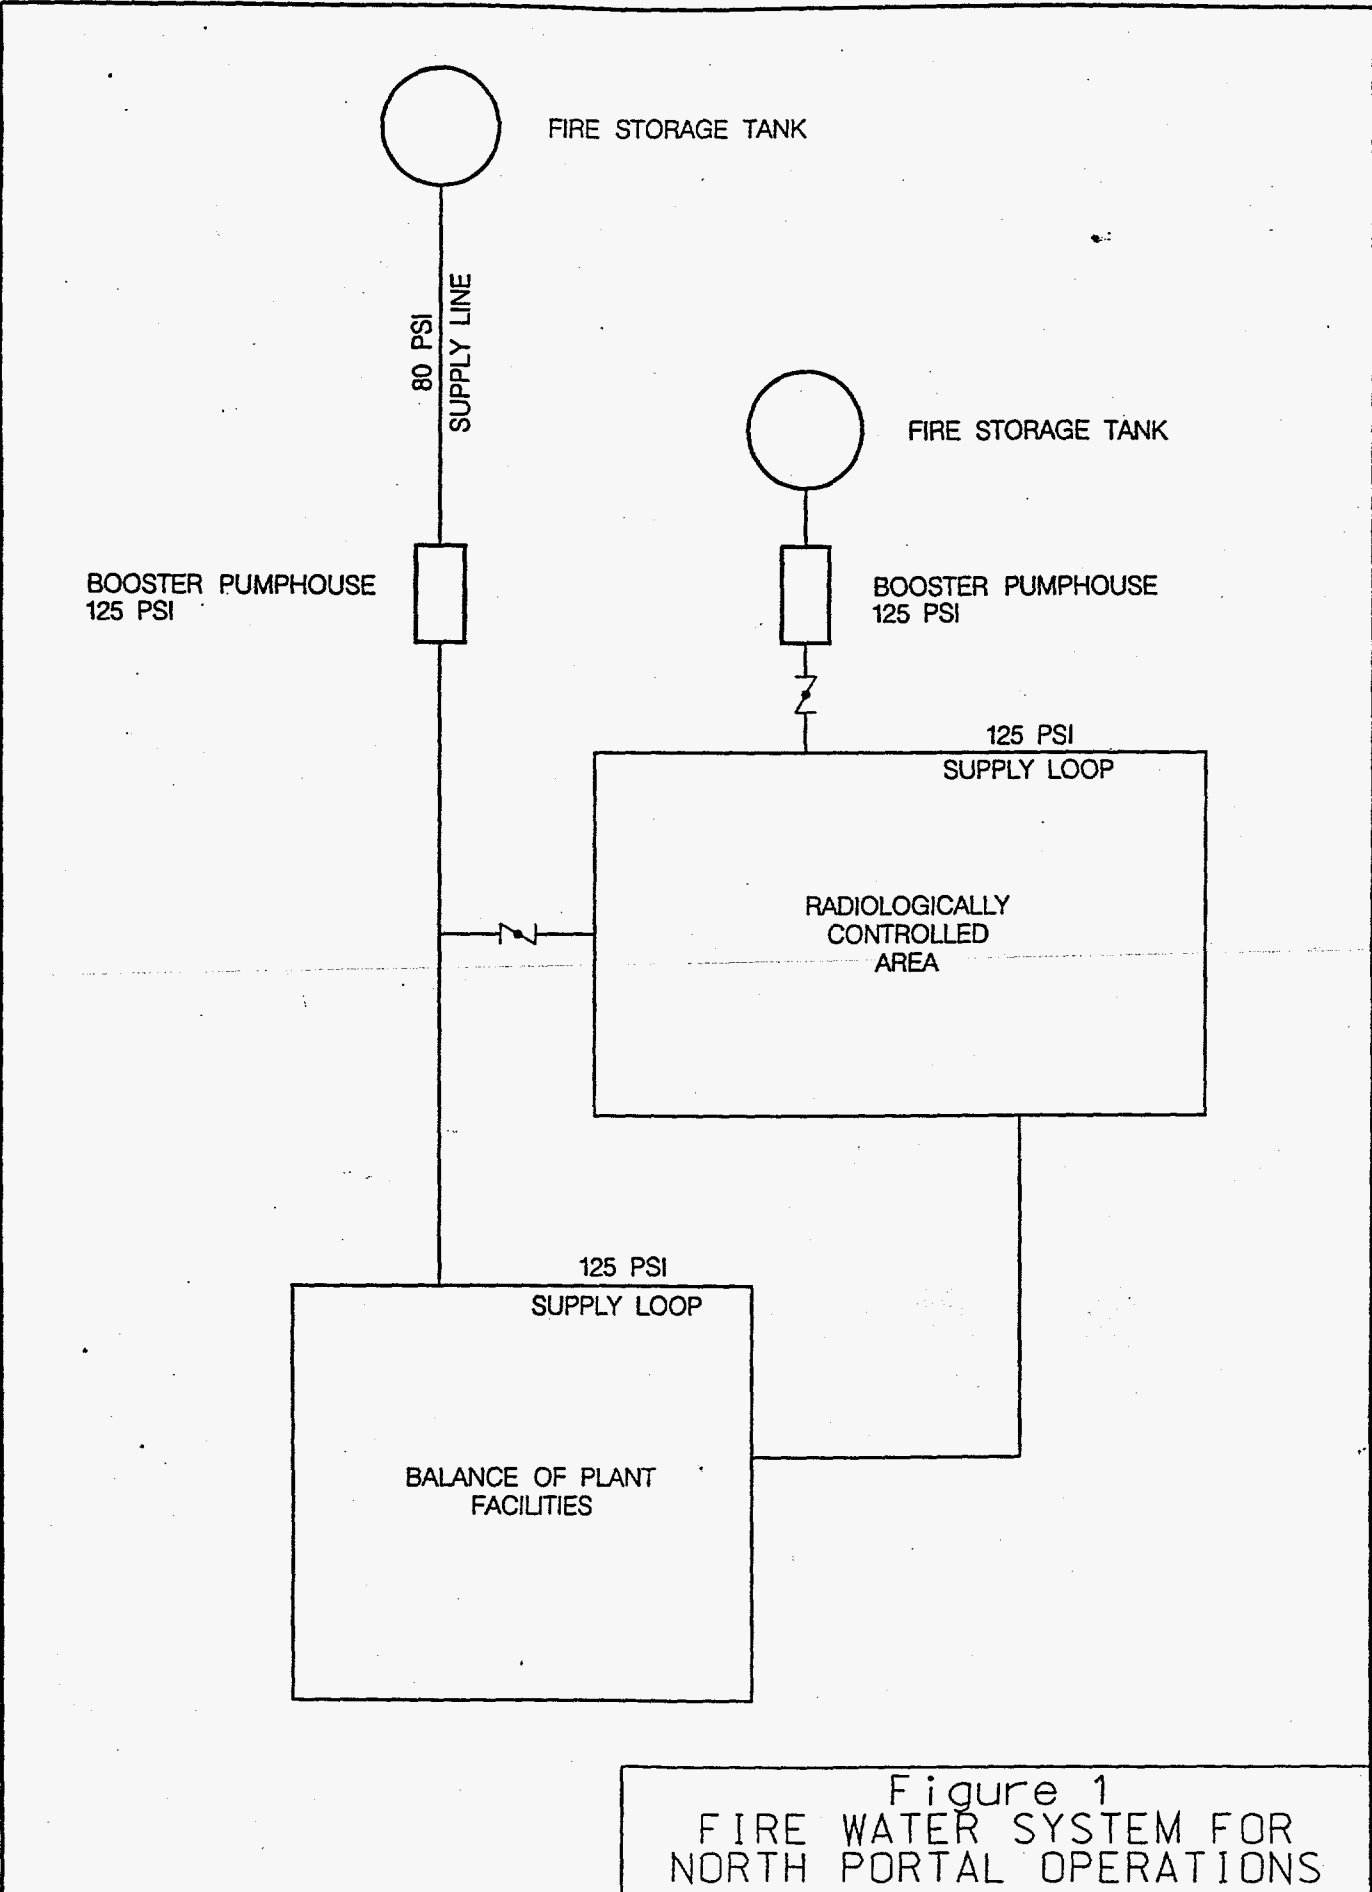 FIRE STORAGE TANK
80 PSI
SUPPLY LINE
FIRE STORAGE TANK
BOOSTER PUMPHOUSE
125 PSI
BOOSTER PUMPHOUSE
125 PSI
125 PSI
SUPPLY LOOP
RADIOLOGICALLY
CONTROLLED
AREA
125 PSI
SUPPLY LOOP
BALANCE OF PLANT
FACILITIES
Figure 1
FIRE WATER SYSTEM FOR
NORTH PORTAL OPERATIONS